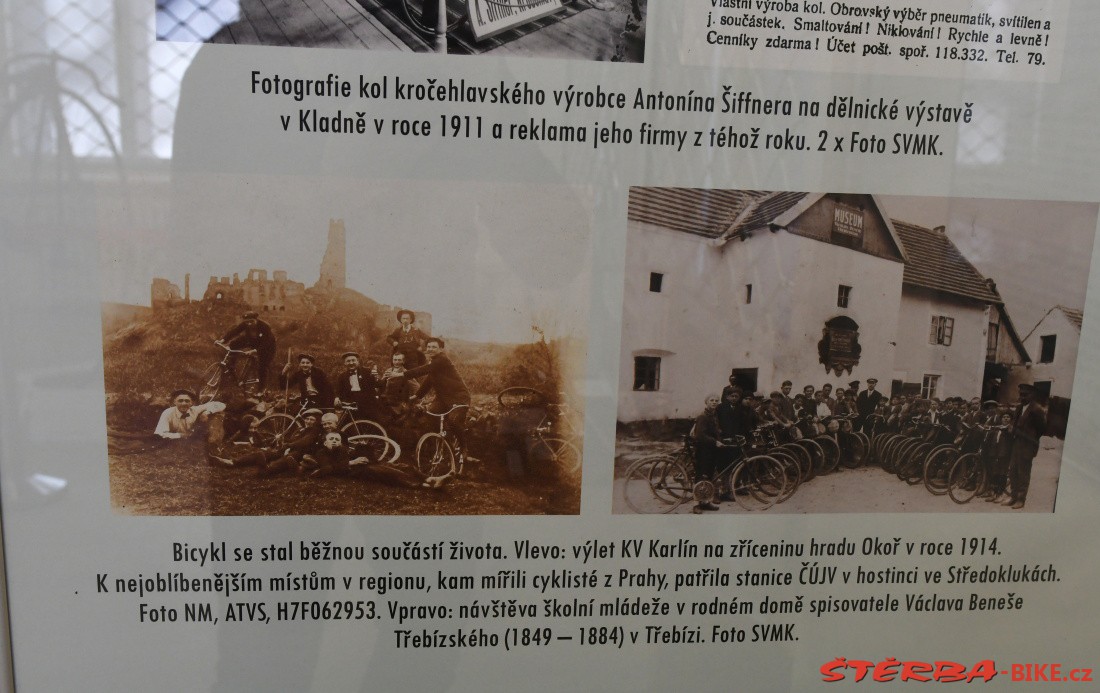 Vlastní výroba kol. Obrovský výběr pneumatik, svítilen a
j. součástek. Smaltování! Niklování! Rychle a levně!
Cenníky zdarma! Účet pošt. spoř. 118.332. Tel. 79.
Fotografie kol kročehlavského výrobce Antonína Šiffnera na dělnické výstavě
v Kladně v roce 1911 a reklama jeho firmy z téhož roku. 2 x Foto SVMK.
MUSEUM
Bicykl se stal běžnou součástí života. Vlevo: výlet KV Karlín na zříceninu hradu Okoř v roce 1914.
K nejoblíbenějším místům v regionu, kam mířili cyklisté z Prahy, patřila stanice ČÚJV v hostinci ve Středoklukách.
Foto NM, ATVS, H7F062953. Vpravo: návštěva školní mládeže v rodném domě spisovatele Václava Beneše
Třebízského (1849 – 1884) v Třebízi. Foto SVMK.
ŠTĚRBA-BIKE.cz